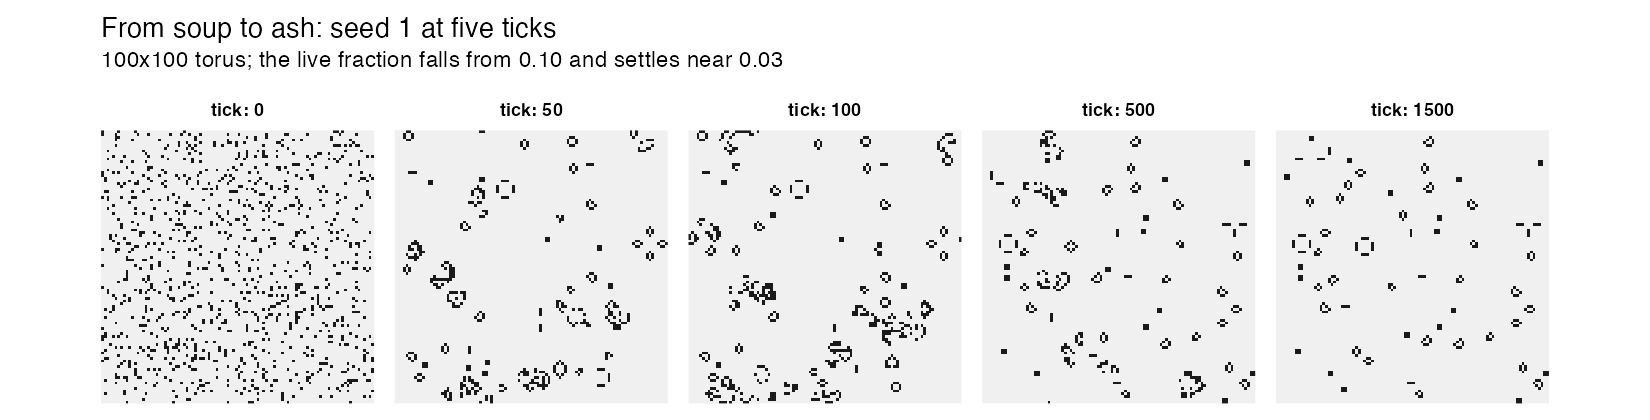 From soup to ash: seed 1 at five ticks
100x100 torus; the live fraction falls from 0.10 and settles near 0.03
tick: 0
tick: 50
tick: 100
tick: 500
tick: 1500